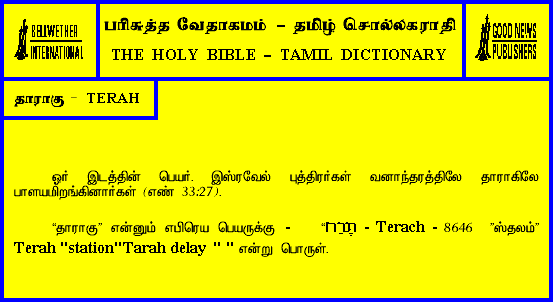 BELLWETHER
INTERNATIONAL
பரிசுத்த வேதாகமம் - தமிழ் சொல்லகராதி
THE HOLY BIBLE - TAMIL DICTIONARY
GOOD NEWS
PUBLISHERS
தாராகு - TERAH
ஓர் இடத்தின் பெயர். இஸ்ரவேல் புத்திரர்கள் வனாந்தரத்திலே தாராகிலே
பாளயமிறங்கினார்கள் (எண் 33:27).
“தாராகு” என்னும் எபிரெய பெயருக்கு - “תָּרַח - Terach - 8646 ”ஸ்தலம்”
Terah "station"Tarah delay " " என்று பொருள்.